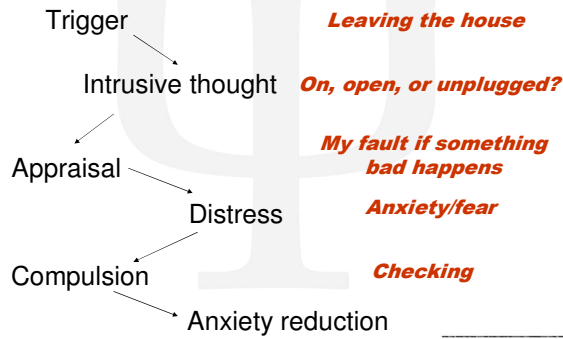 Trigger
Leaving the house
Intrusive thought
On, open, or unplugged?
My fault if something
bad happens
Appraisal
Distress
Anxiety/fear
Compulsion
Checking
Anxiety reduction